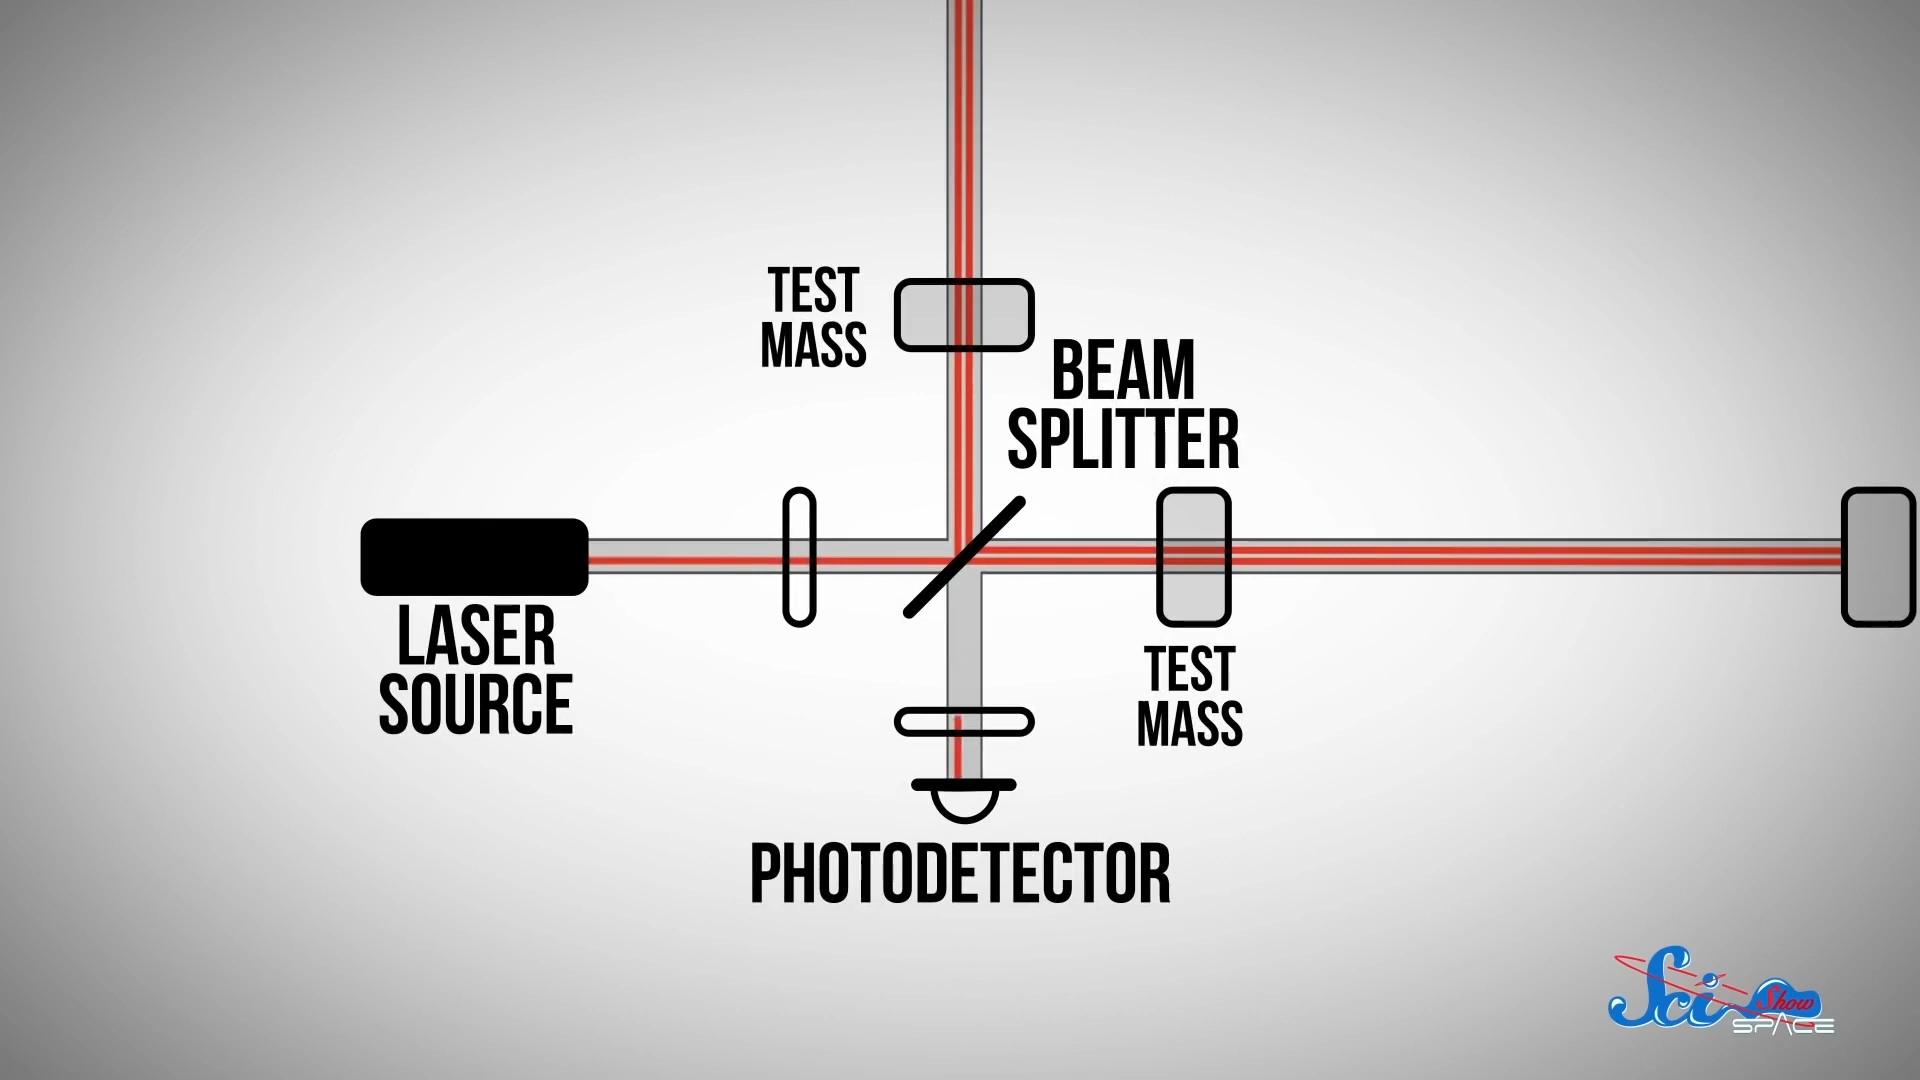 TEST
MASS
BEAM
SPLITTER
LASER
SOURCE
TEST
MASS
PHOTODETECTOR
Sci Show
SPACE